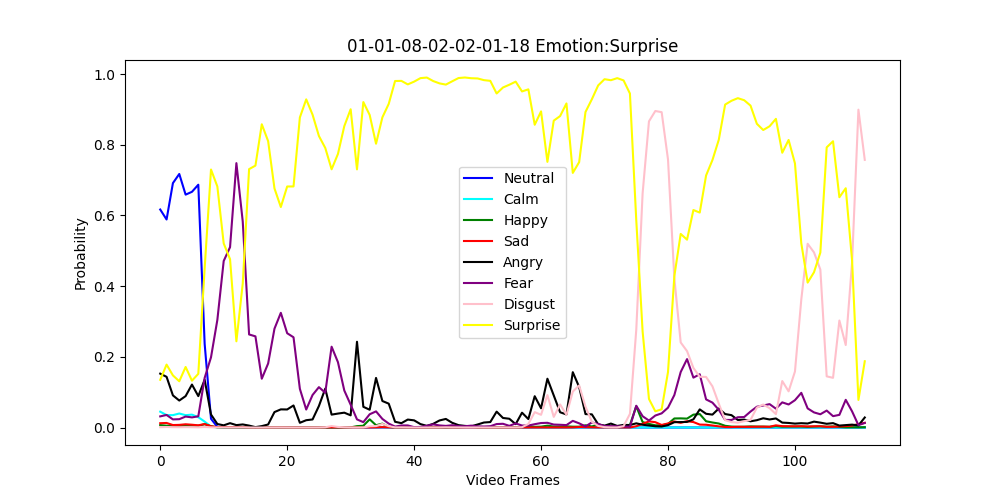 01-01-08-02-02-01-18 Emotion:Surprise
1.0
0.8
0.6
0.4
0.2
0.0
Probability
Neutral
Calm
Happy
Sad
Angry
Fear
Disgust
Surprise
0 20 40 60 80 100
Video Frames